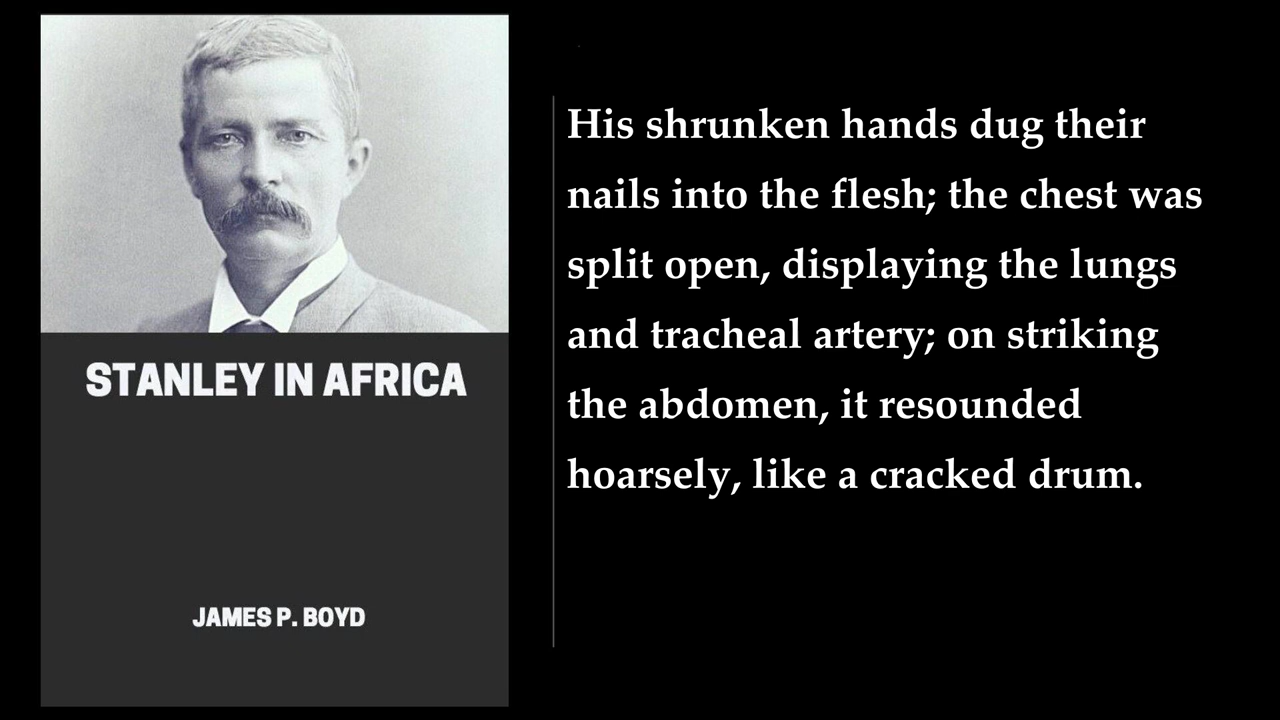 STANLEY IN AFRICA
JAMES P. BOYD
His shrunken hands dug their
nails into the flesh; the chest was
split open, displaying the lungs
and tracheal artery; on striking
the abdomen, it resounded
hoarsely, like a cracked drum.